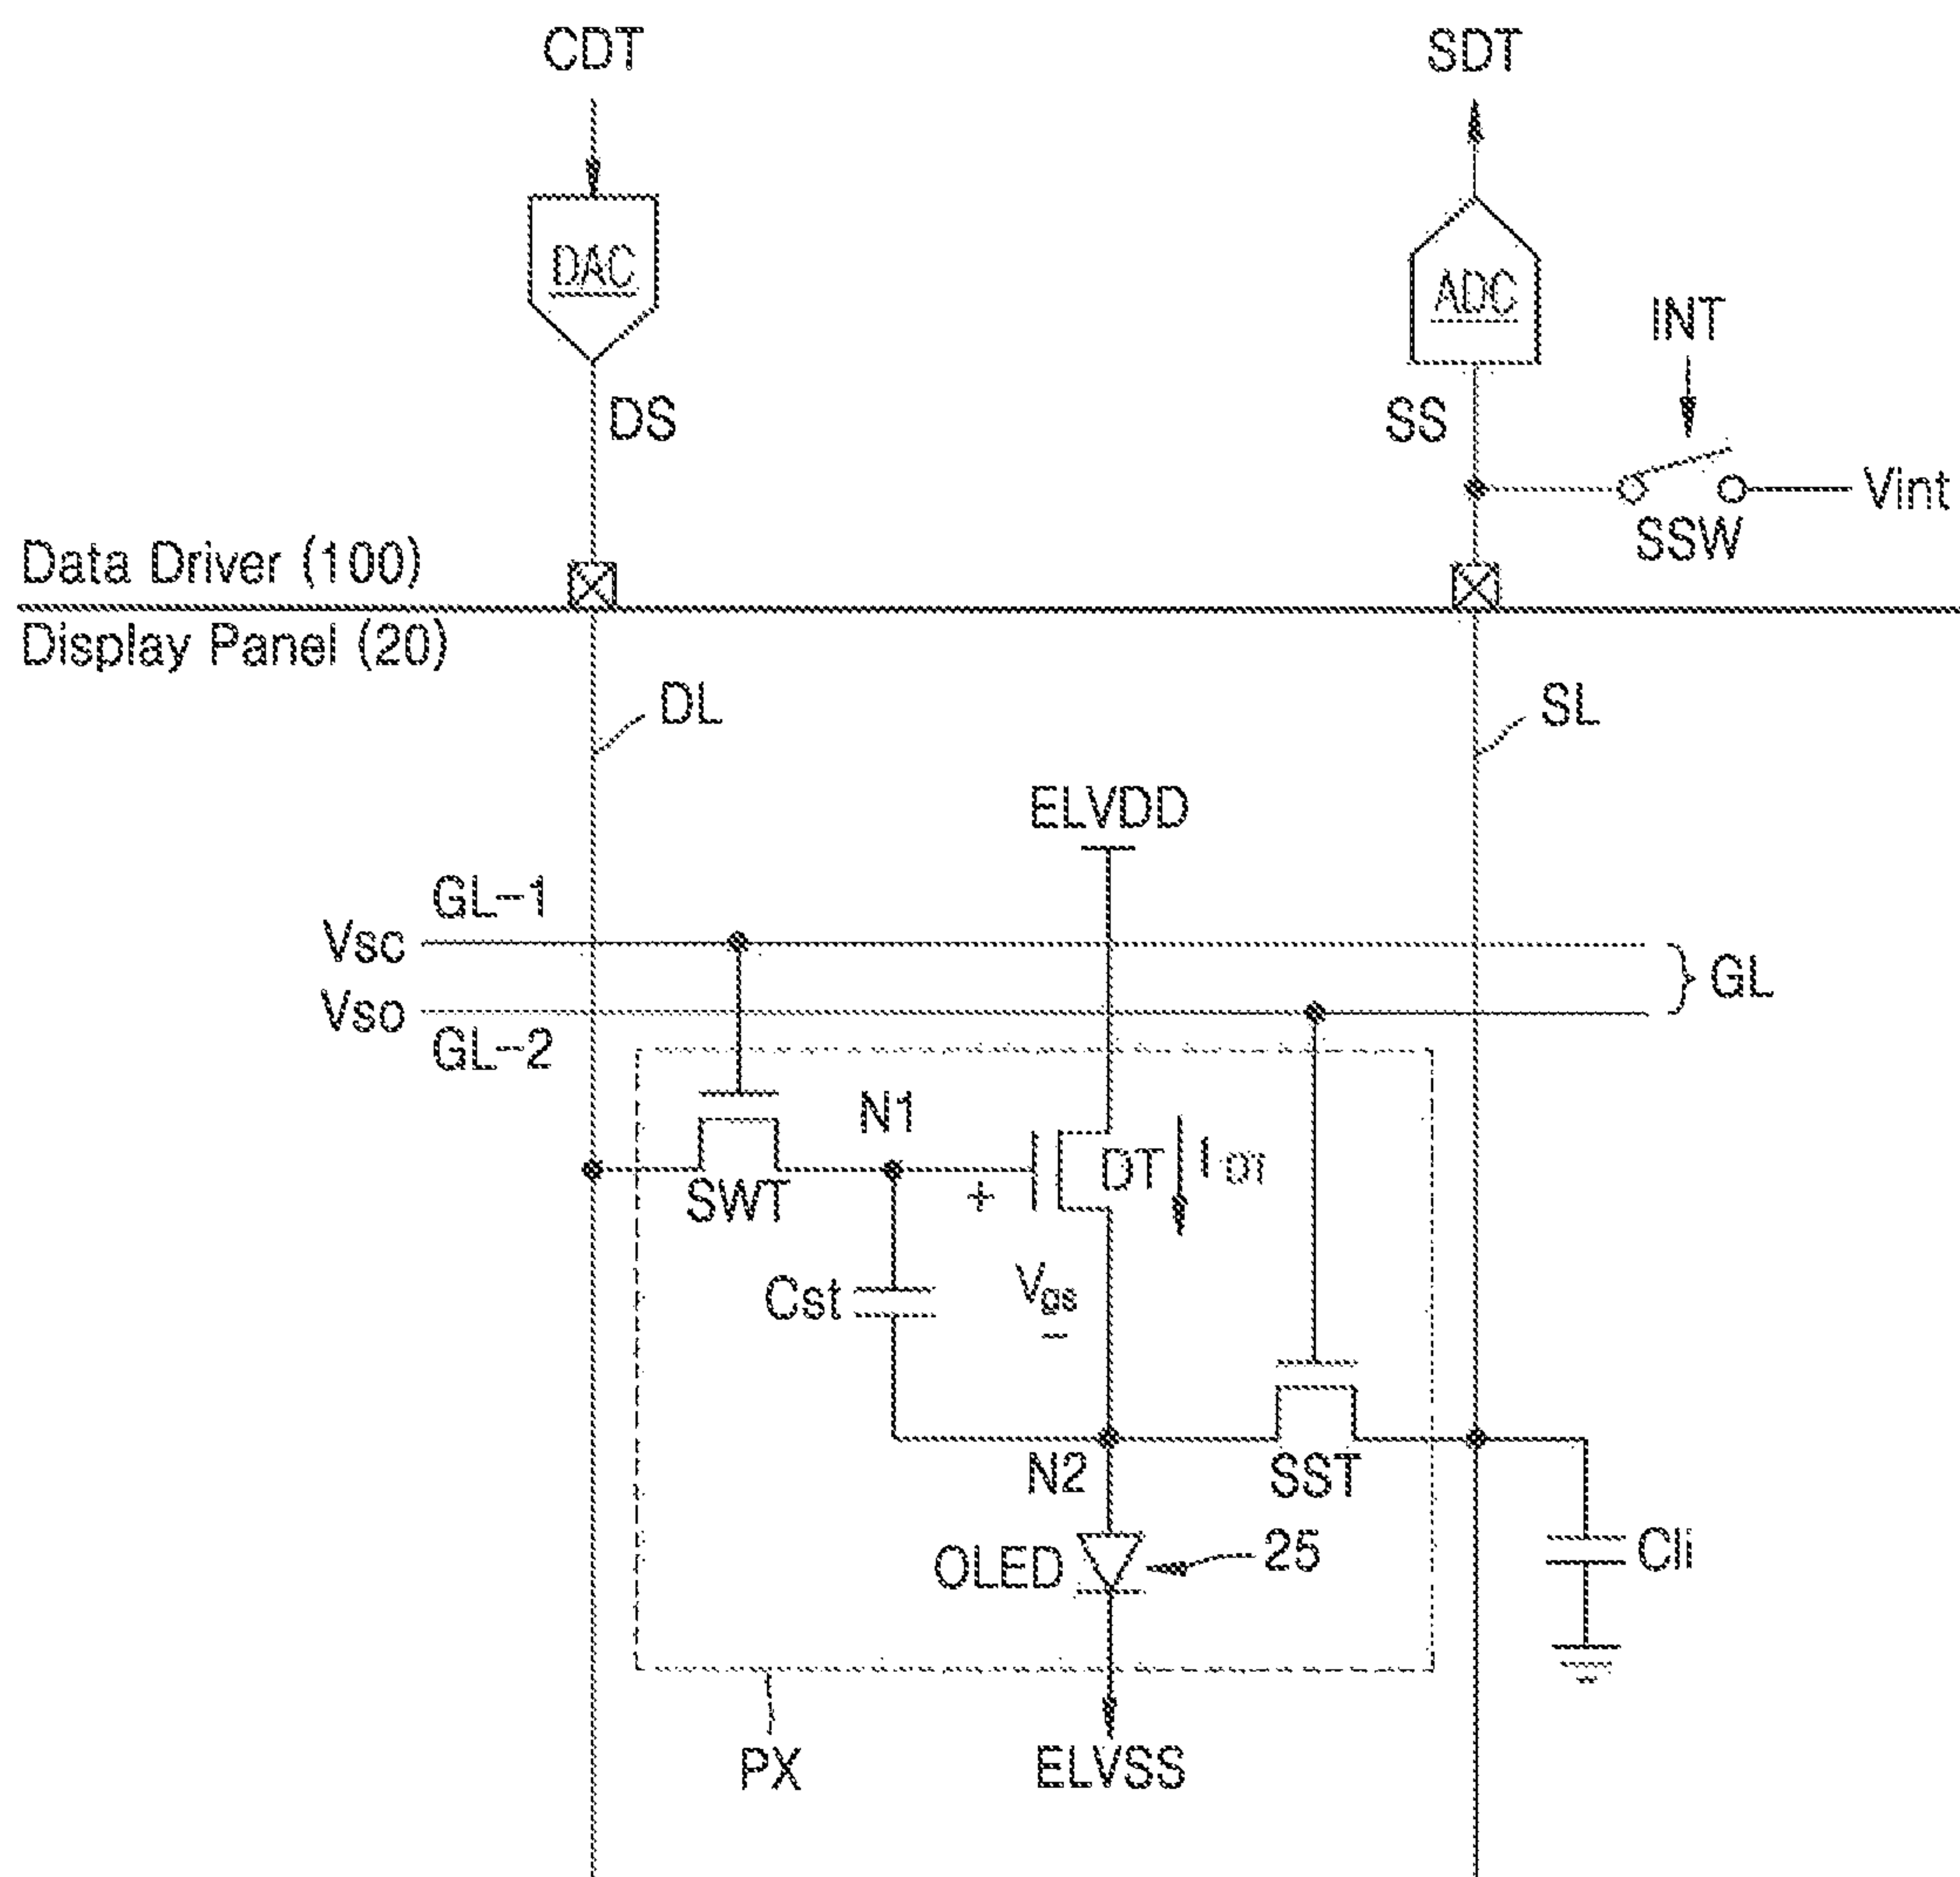 CDT
SDT
DAC
ADC
INT
DS
SS
Vint
SSW
Data Driver (100)
Display Panel (20)
DL
SL
ELVDD
GL-1
Vsc
GL
Vso
GL-2
N1
DT
I DT
SWT
+
Cst
Vgs
−
N2
SST
OLED
25
Cli
PX
ELVSS